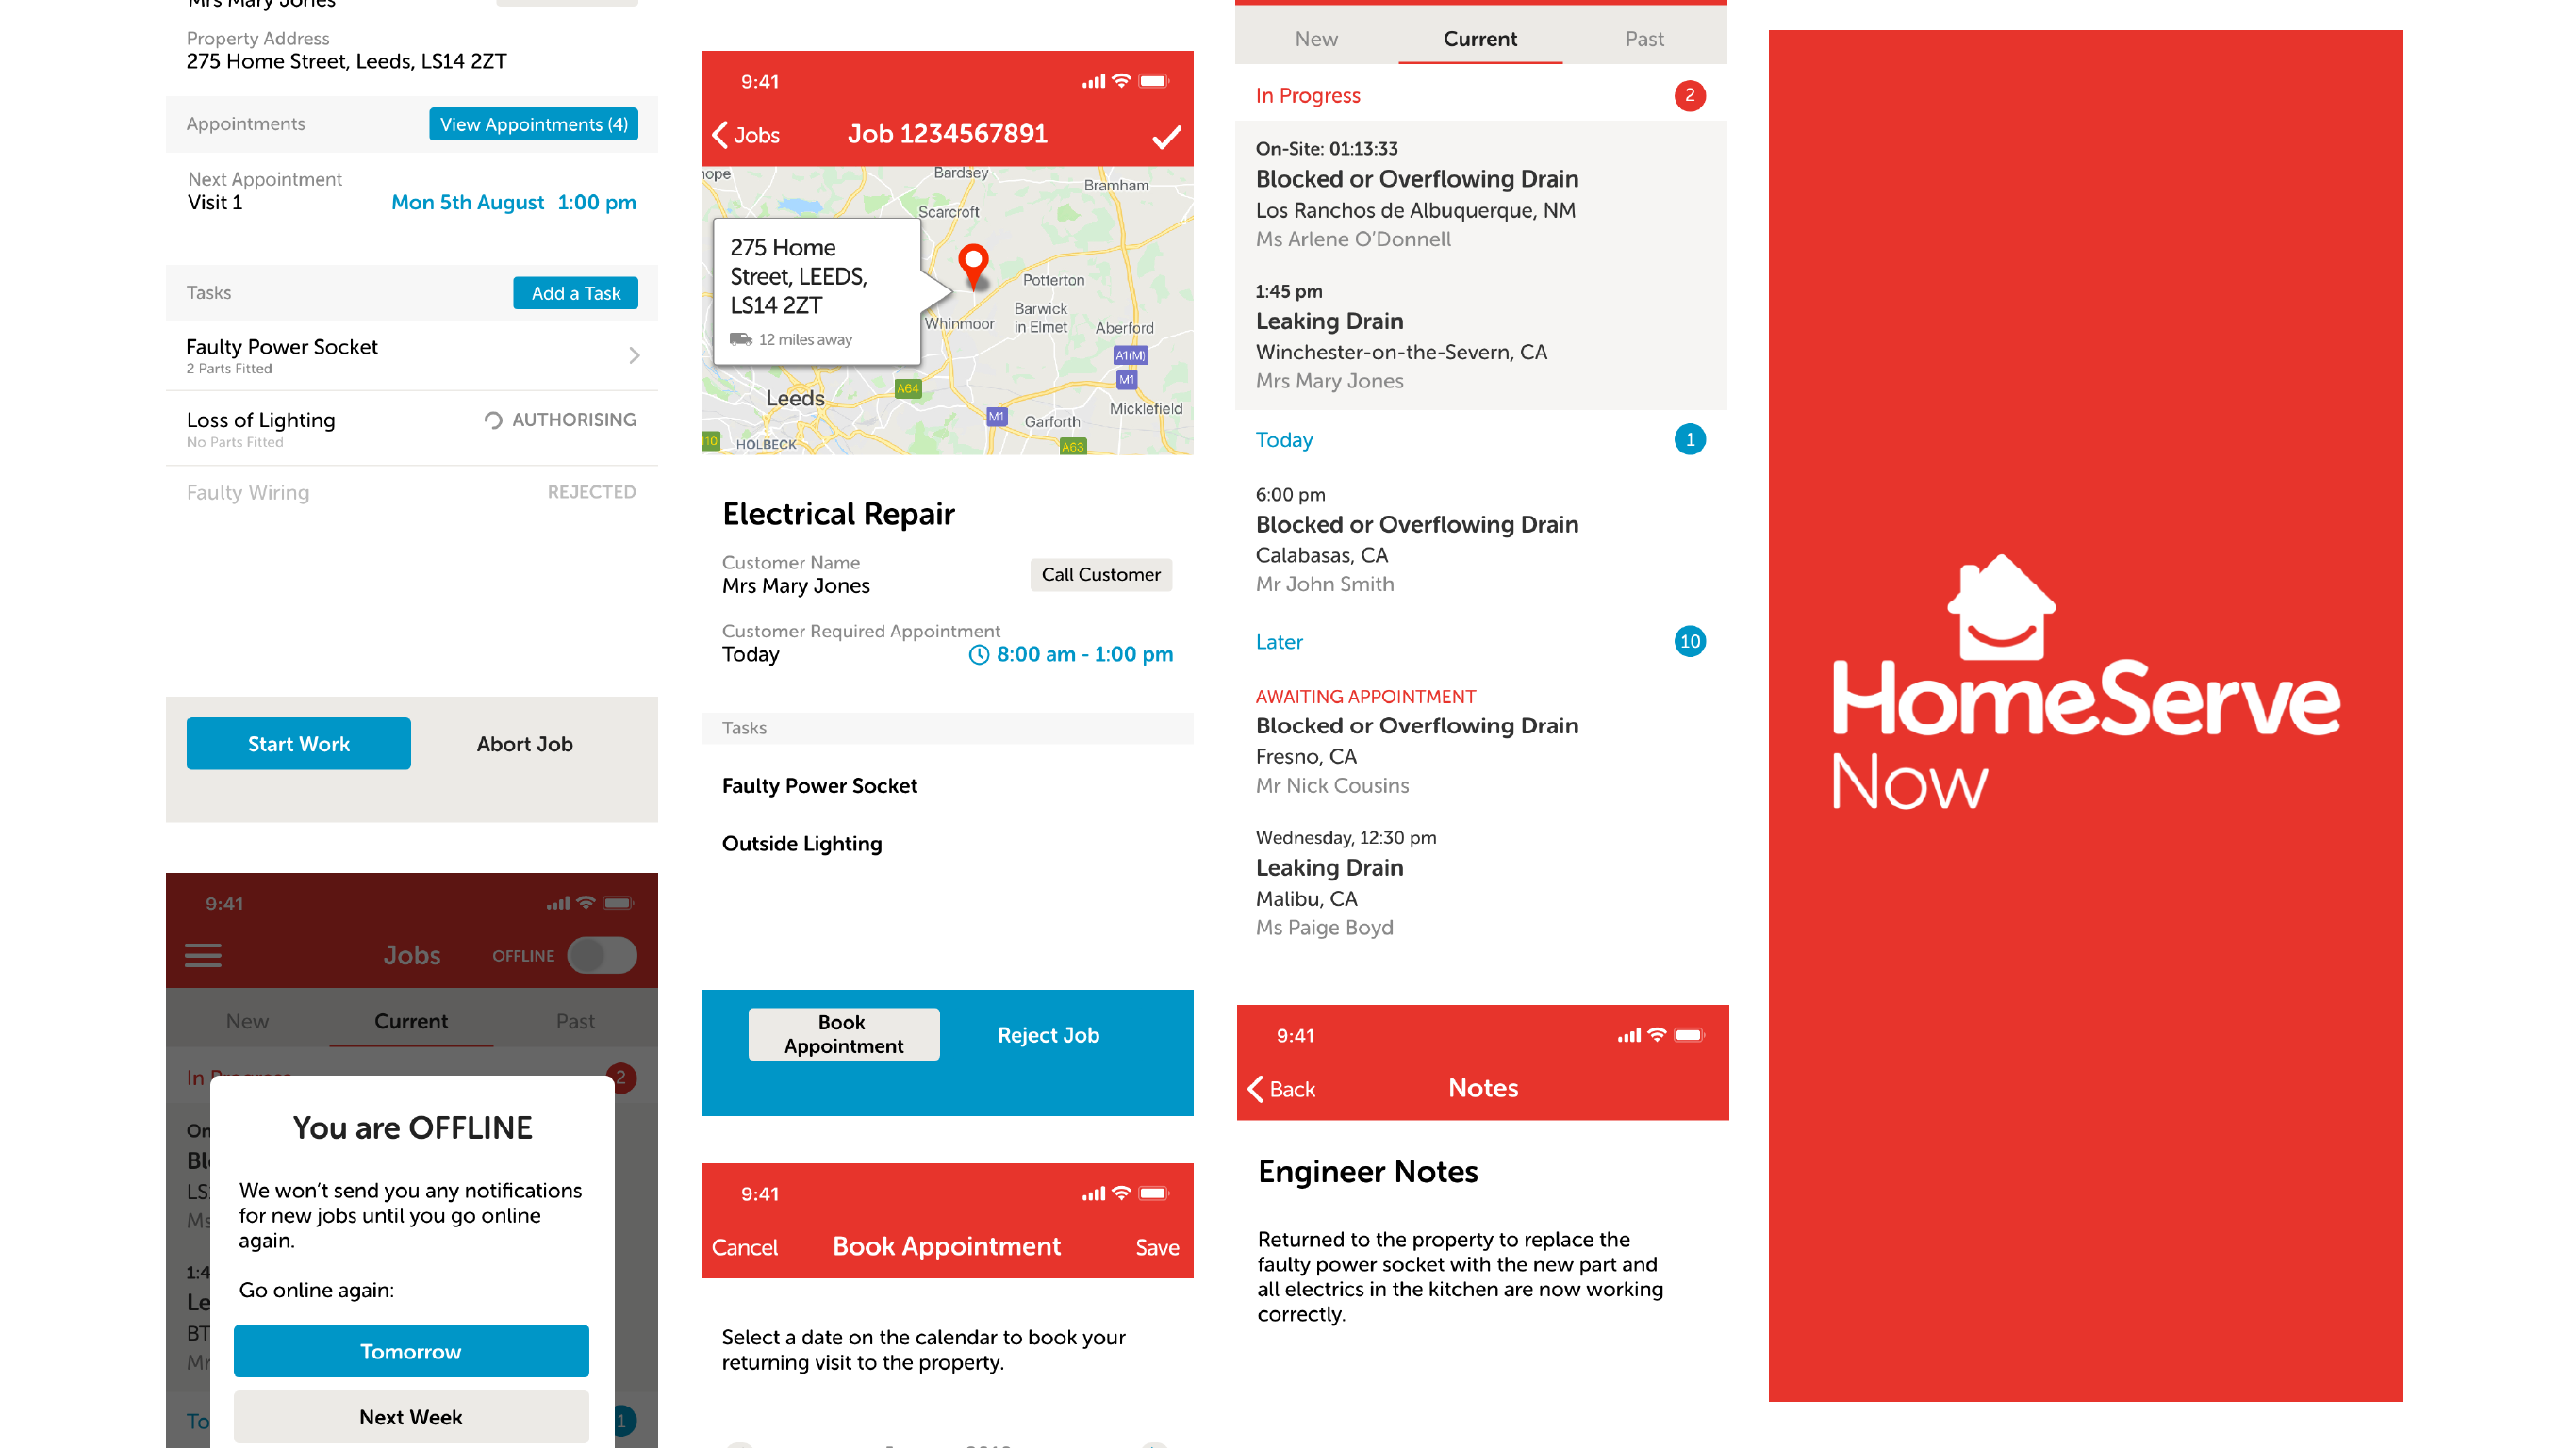 Mrs Mary Jones
Property Address
275 Home Street, Leeds, LS14 2ZT
Appointments
View Appointments (4)
Next Appointment
Visit 1
Mon 5th August 1:00 pm
Tasks
Add a Task
Faulty Power Socket
2 Parts Fitted
Loss of Lighting
AUTHORISING
No Parts Fitted
Faulty Wiring
REJECTED
Start Work
Abort Job
9:41
Jobs
OFFLINE
New
Current
Past
In Progress
2
On
Bl
LS
Ms
1:4
Le
BT
Mr
To
1
You are OFFLINE
We won't send you any notifications
for new jobs until you go online
again.
Go online again:
Tomorrow
Next Week
9:41
Jobs
Job 1234567891
hope
Bardsey
Bramham
Scarcroft
275 Home
Street, LEEDS,
LS14 2ZT
12 miles away
Potterton
Barwick
in Elmet
Whinmoor
Aberford
A1(M)
M1
A64
Leeds
M1
Micklefield
Garforth
HOLBECK
A63
Electrical Repair
Customer Name
Mrs Mary Jones
Call Customer
Customer Required Appointment
Today
8:00 am - 1:00 pm
Tasks
Faulty Power Socket
Outside Lighting
Book
Appointment
Reject Job
9:41
Cancel
Book Appointment
Save
Select a date on the calendar to book your
returning visit to the property.
New
Current
Past
In Progress
2
On-Site: 01:13:33
Blocked or Overflowing Drain
Los Ranchos de Albuquerque, NM
Ms Arlene O'Donnell
1:45 pm
Leaking Drain
Winchester-on-the-Severn, CA
Mrs Mary Jones
Today
1
6:00 pm
Blocked or Overflowing Drain
Calabasas, CA
Mr John Smith
Later
10
AWAITING APPOINTMENT
Blocked or Overflowing Drain
Fresno, CA
Mr Nick Cousins
Wednesday, 12:30 pm
Leaking Drain
Malibu, CA
Ms Paige Boyd
9:41
Back
Notes
Engineer Notes
Returned to the property to replace the
faulty power socket with the new part and
all electrics in the kitchen are now working
correctly.
HomeServe
Now